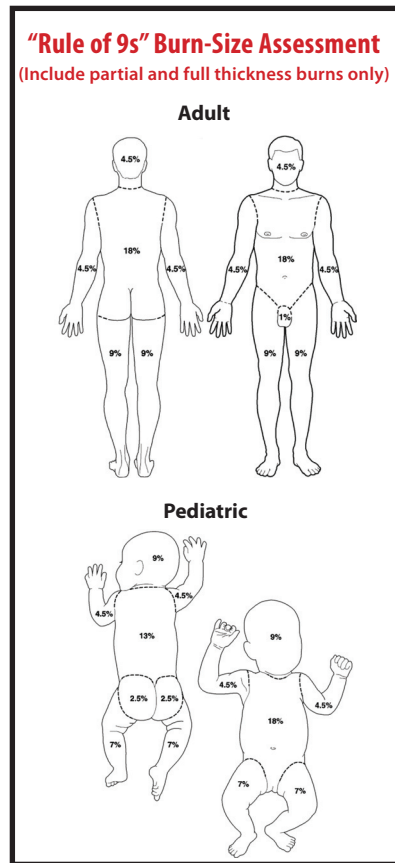 “Rule of 9s” Burn-Size Assessment
(Include partial and full thickness burns only)
Adult
4.5% 4.5%
18% 18%
4.5% 4.5% 4.5% 4.5%
1%
9% 9% 9% 9%
Pediatric
9%
4.5% 4.5%
13%
2.5% 2.5%
7% 7%
9%
4.5% 4.5%
18%
7% 7%